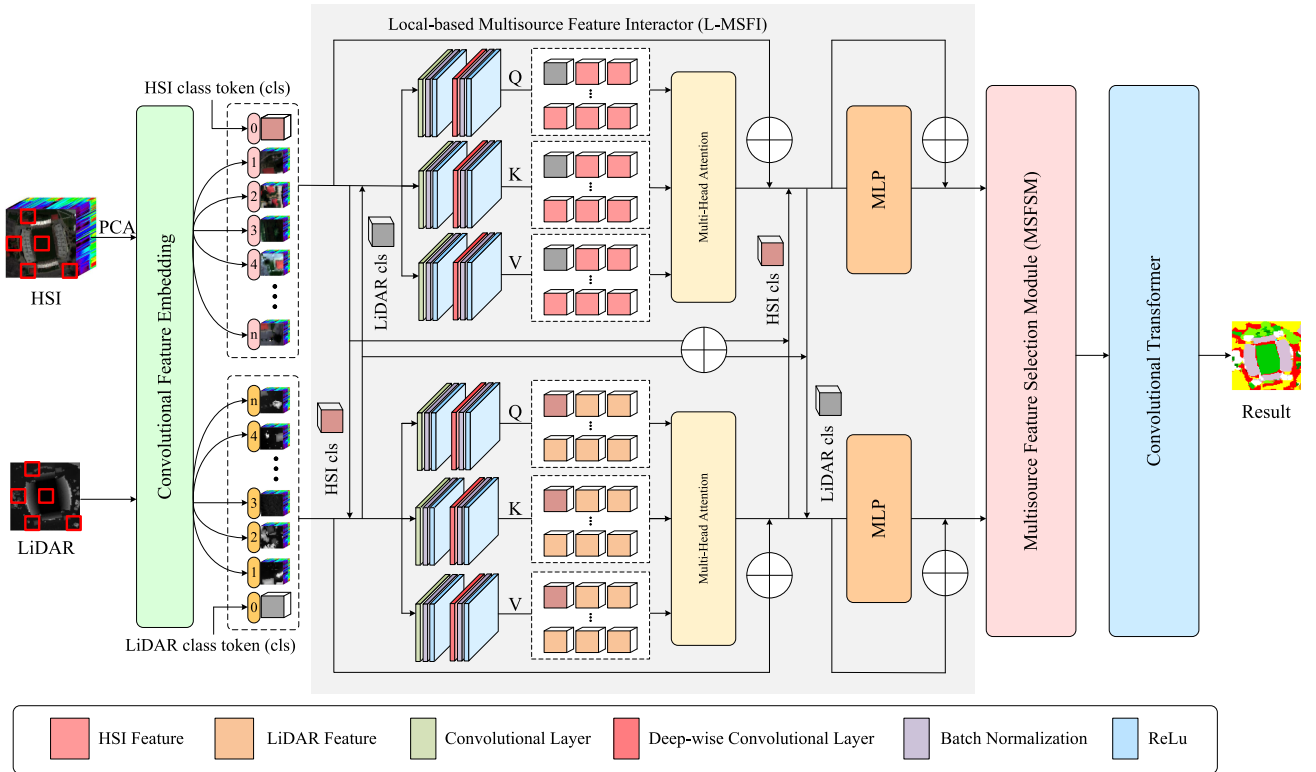 Local-based Multisource Feature Interactor (L-MSFI)
HSI class token (cls)
0
1
2
3
4
n
PCA
HSI
Convolutional Feature Embedding
n
4
3
2
1
0
LiDAR
LiDAR class token (cls)
LiDAR cls
HSI cls
Q
K
V
Multi-Head Attention
HSI cls
MLP
Q
K
V
Multi-Head Attention
LiDAR cls
MLP
Multisource Feature Selection Module (MSFSM)
Convolutional Transformer
Result
HSI Feature
LiDAR Feature
Convolutional Layer
Deep-wise Convolutional Layer
Batch Normalization
ReLu